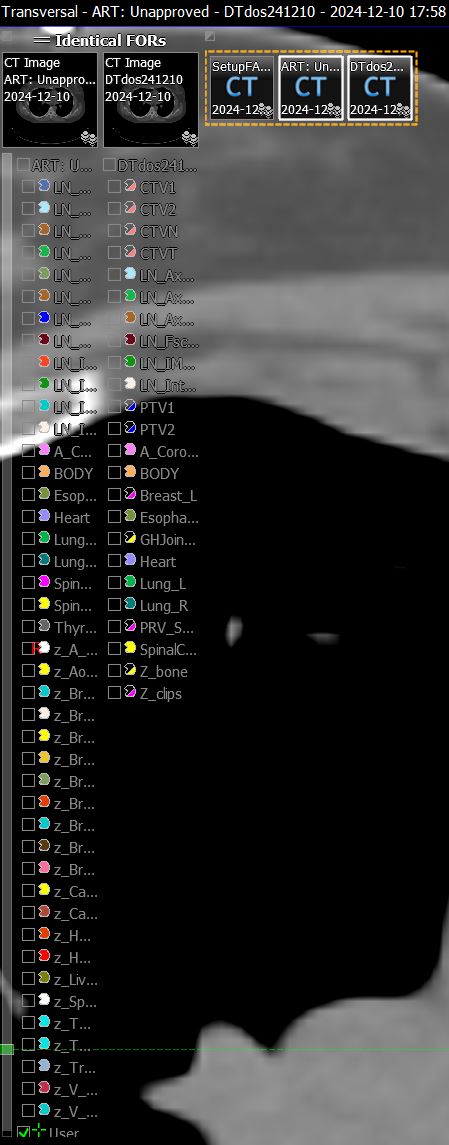 Transversal - ART: Unapproved - DTdos241210 - 2024-12-10 17:58
Identical FORs
CT Image
ART: Unappro...
2024-12-10
CT Image
DTdos241210
2024-12-10
SetupFA...
CT
2024-12...
ART: Un...
CT
2024-12...
DTdos2...
CT
2024-12...
ART: U...
LN_...
LN_...
LN_...
LN_...
LN_...
LN_...
LN_...
LN_...
LN_I...
LN_I...
LN_I...
LN_I...
A_C...
BODY
Esop...
Heart
Lung...
Lung...
Spin...
Spin...
Thyr...
z_A_...
z_Ao...
z_Br...
z_Br...
z_Br...
z_Br...
z_Br...
z_Br...
z_Br...
z_Br...
z_Br...
z_Ca...
z_Ca...
z_H...
z_H...
z_Liv...
z_Sp...
z_T...
z_T...
z_Tr...
z_V_...
z_V_...
User
DTdos241...
CTV1
CTV2
CTVN
CTVT
LN_Ax...
LN_Ax...
LN_Ax...
LN_Fsc...
LN_IM...
LN_Int...
PTV1
PTV2
A_Coro...
BODY
Breast_L
Esopha...
GHJoin...
Heart
Lung_L
Lung_R
PRV_S...
SpinalC...
Z_bone
Z_clips